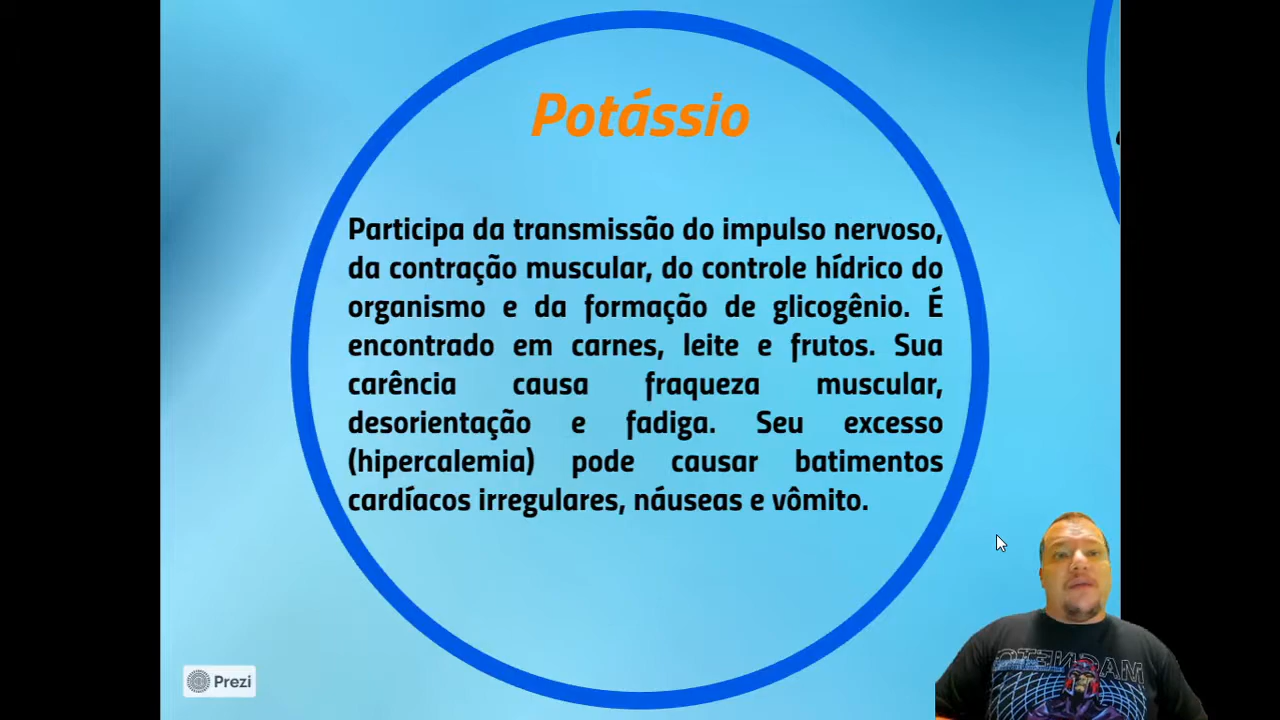 Potássio
Participa da transmissão do impulso nervoso,
da contração muscular, do controle hídrico do
organismo e da formação de glicogênio. É
encontrado em carnes, leite e frutos. Sua
carência causa fraqueza muscular,
desorientação e fadiga. Seu excesso
(hipercalemia) pode causar batimentos
cardíacos irregulares, náuseas e vômito.
Prezi
MAGNETO